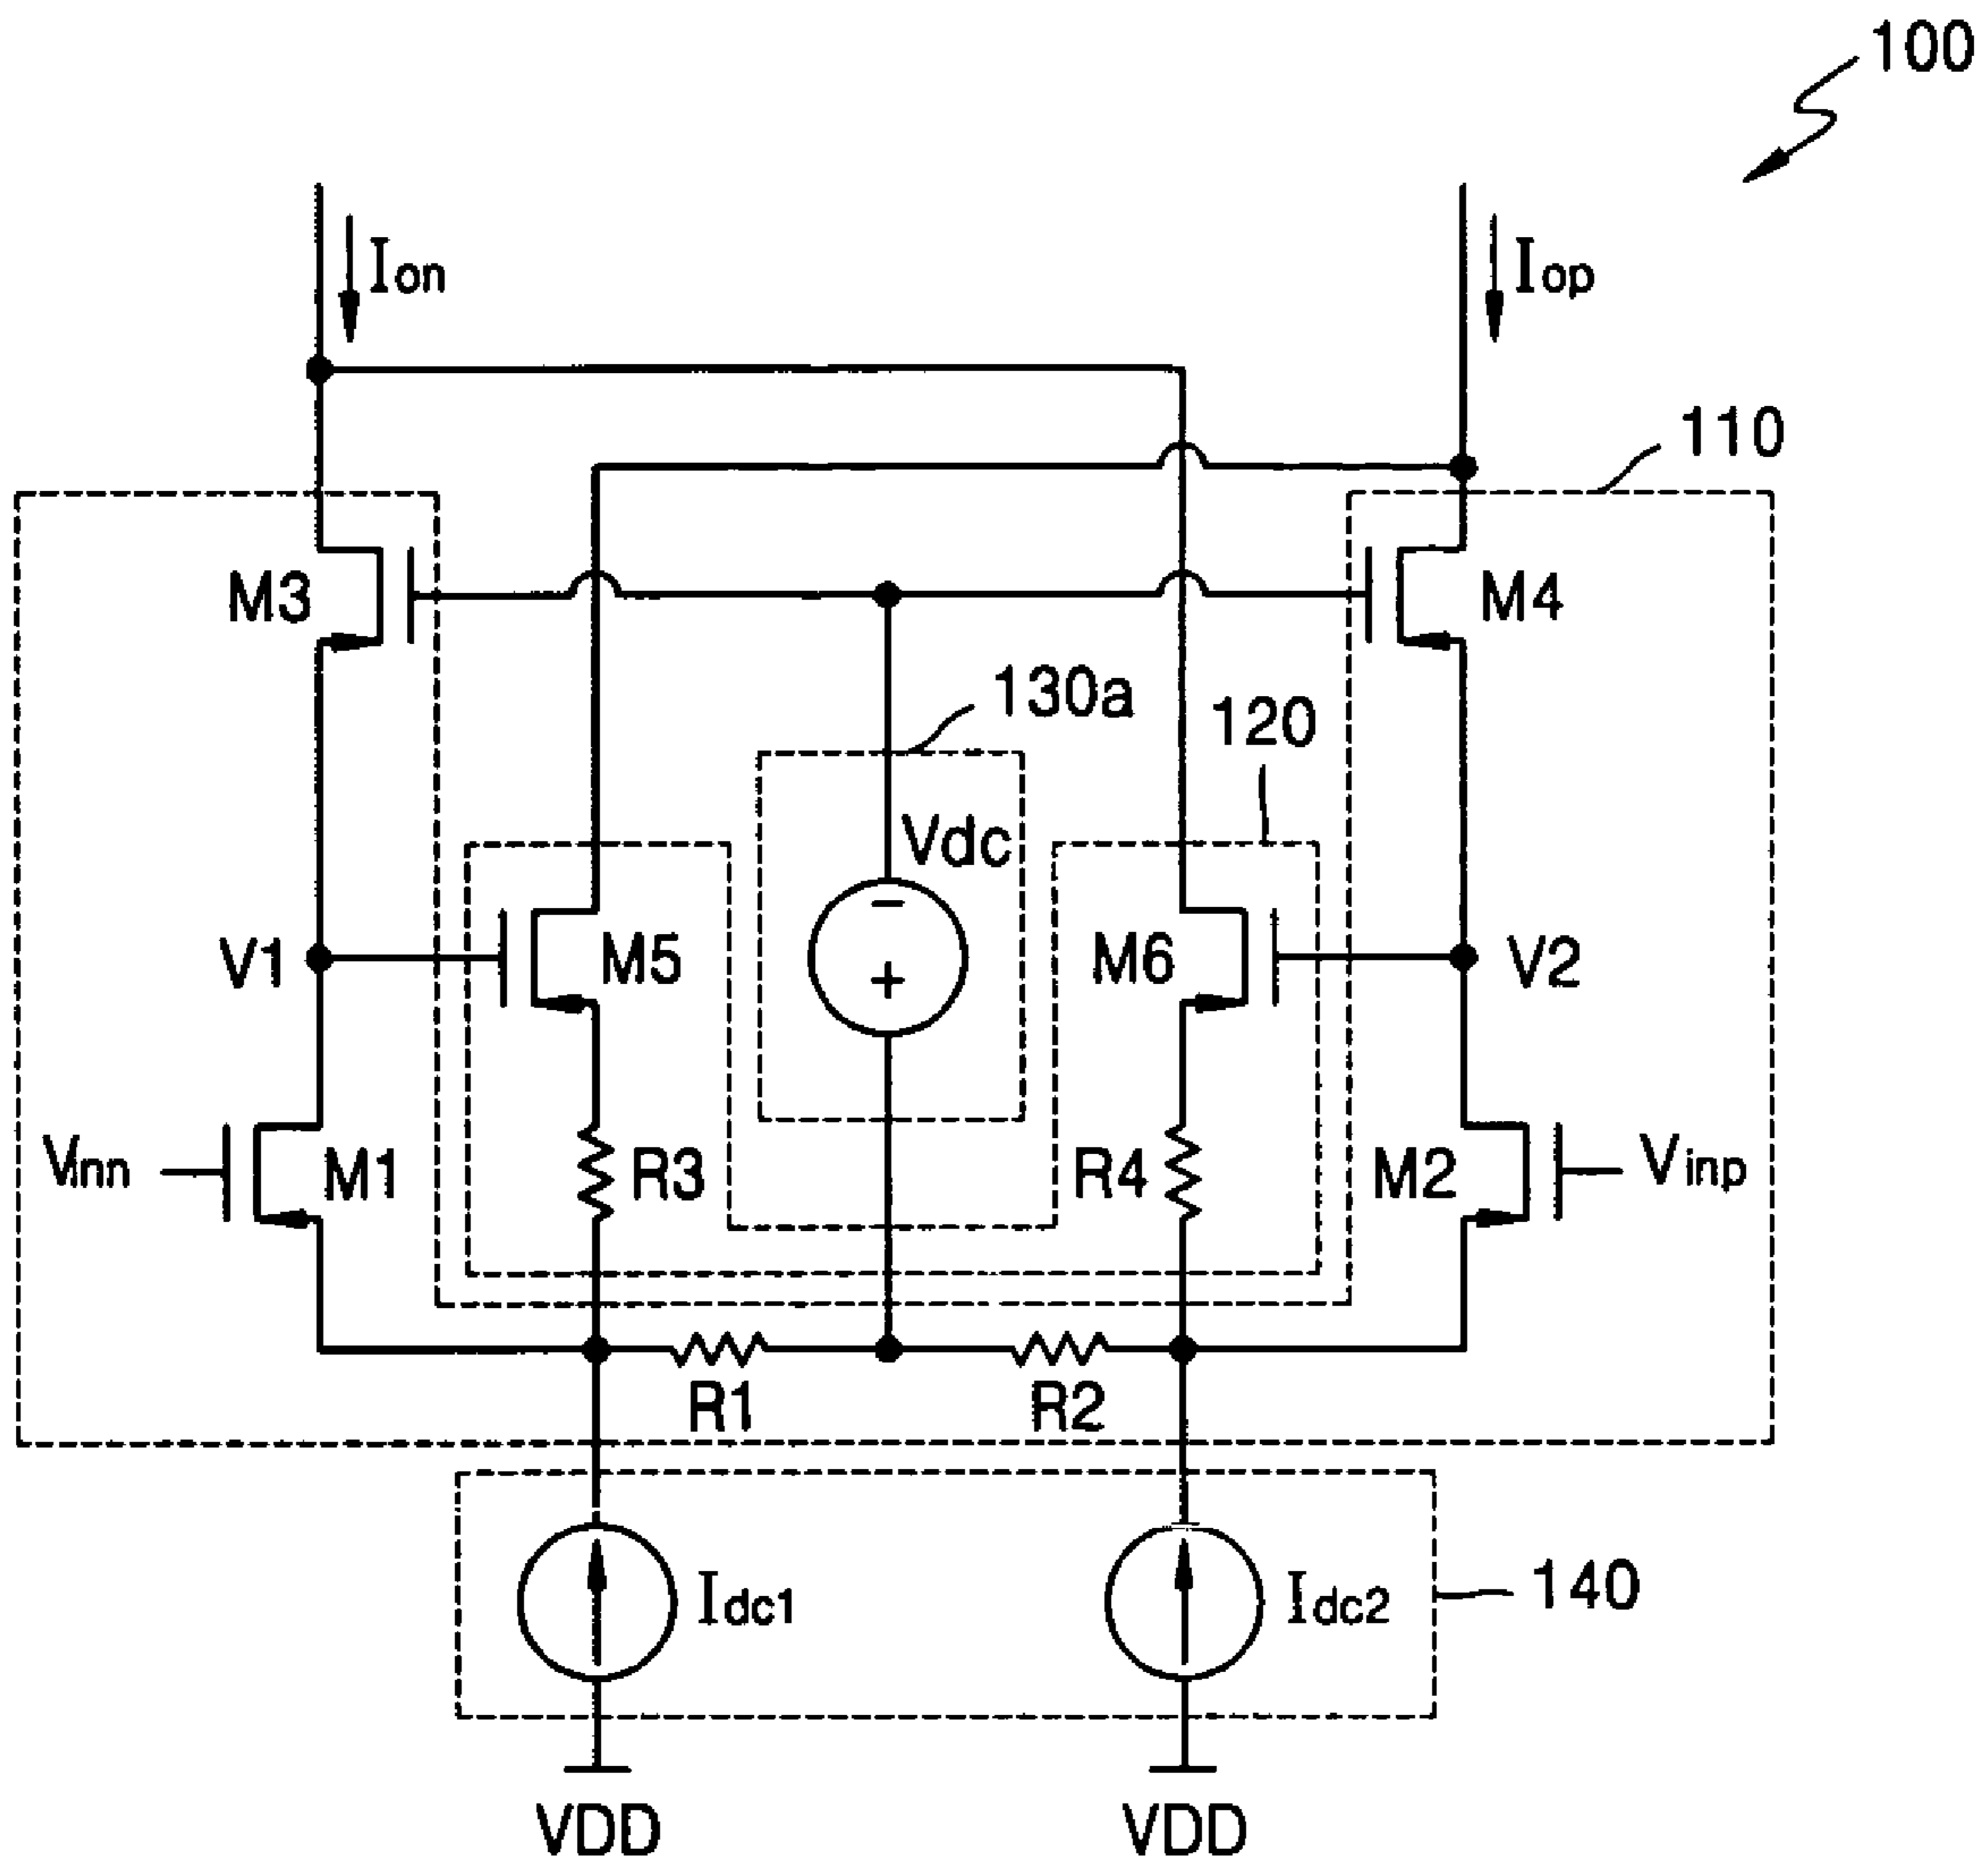 100
Ion
Iop
110
M3
M4
130a
120
Vdc
V1
M5
M6
V2
Vinn
M1
R3
R4
M2
Vinp
R1
R2
Idc1
Idc2
140
VDD
VDD